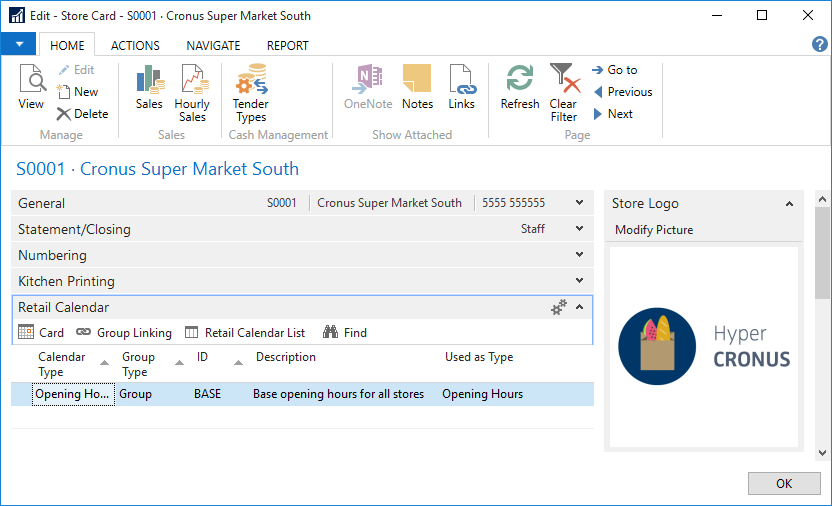 Edit - Store Card - S0001 · Cronus Super Market South
HOME ACTIONS NAVIGATE REPORT
View
Edit
New
Delete
Manage
Sales
Hourly
Sales
Sales
Tender
Types
Cash Management
OneNote
Notes
Links
Show Attached
Refresh
Clear
Filter
Go to
Previous
Next
Page
S0001 · Cronus Super Market South
General S0001 Cronus Super Market South 5555 555555
Statement/Closing Staff
Numbering
Kitchen Printing
Retail Calendar
Card Group Linking Retail Calendar List Find
Calendar
Type
Group
Type
ID
Description
Used as Type
Opening Ho... Group BASE Base opening hours for all stores Opening Hours
Store Logo
Modify Picture
Hyper
CRONUS
OK